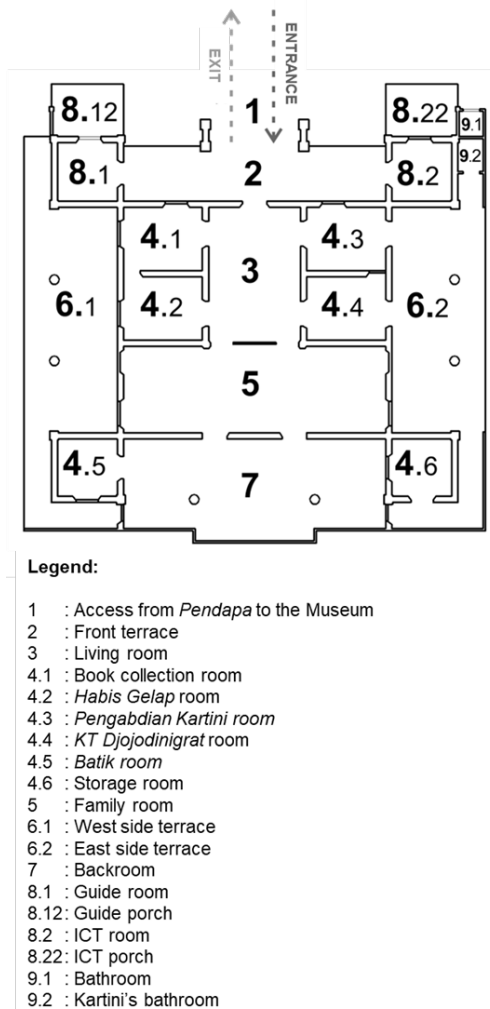 EXIT
ENTRANCE
8.12
1
8.22
9.1
9.2
8.1
2
8.2
4.1
4.3
3
6.1
4.2
4.4
6.2
5
4.5
4.6
7
Legend:
1 : Access from Pendapa to the Museum
2 : Front terrace
3 : Living room
4.1 : Book collection room
4.2 : Habis Gelap room
4.3 : Pengabdian Kartini room
4.4 : KT Djojodinigrat room
4.5 : Batik room
4.6 : Storage room
5 : Family room
6.1 : West side terrace
6.2 : East side terrace
7 : Backroom
8.1 : Guide room
8.12: Guide porch
8.2 : ICT room
8.22: ICT porch
9.1 : Bathroom
9.2 : Kartini's bathroom